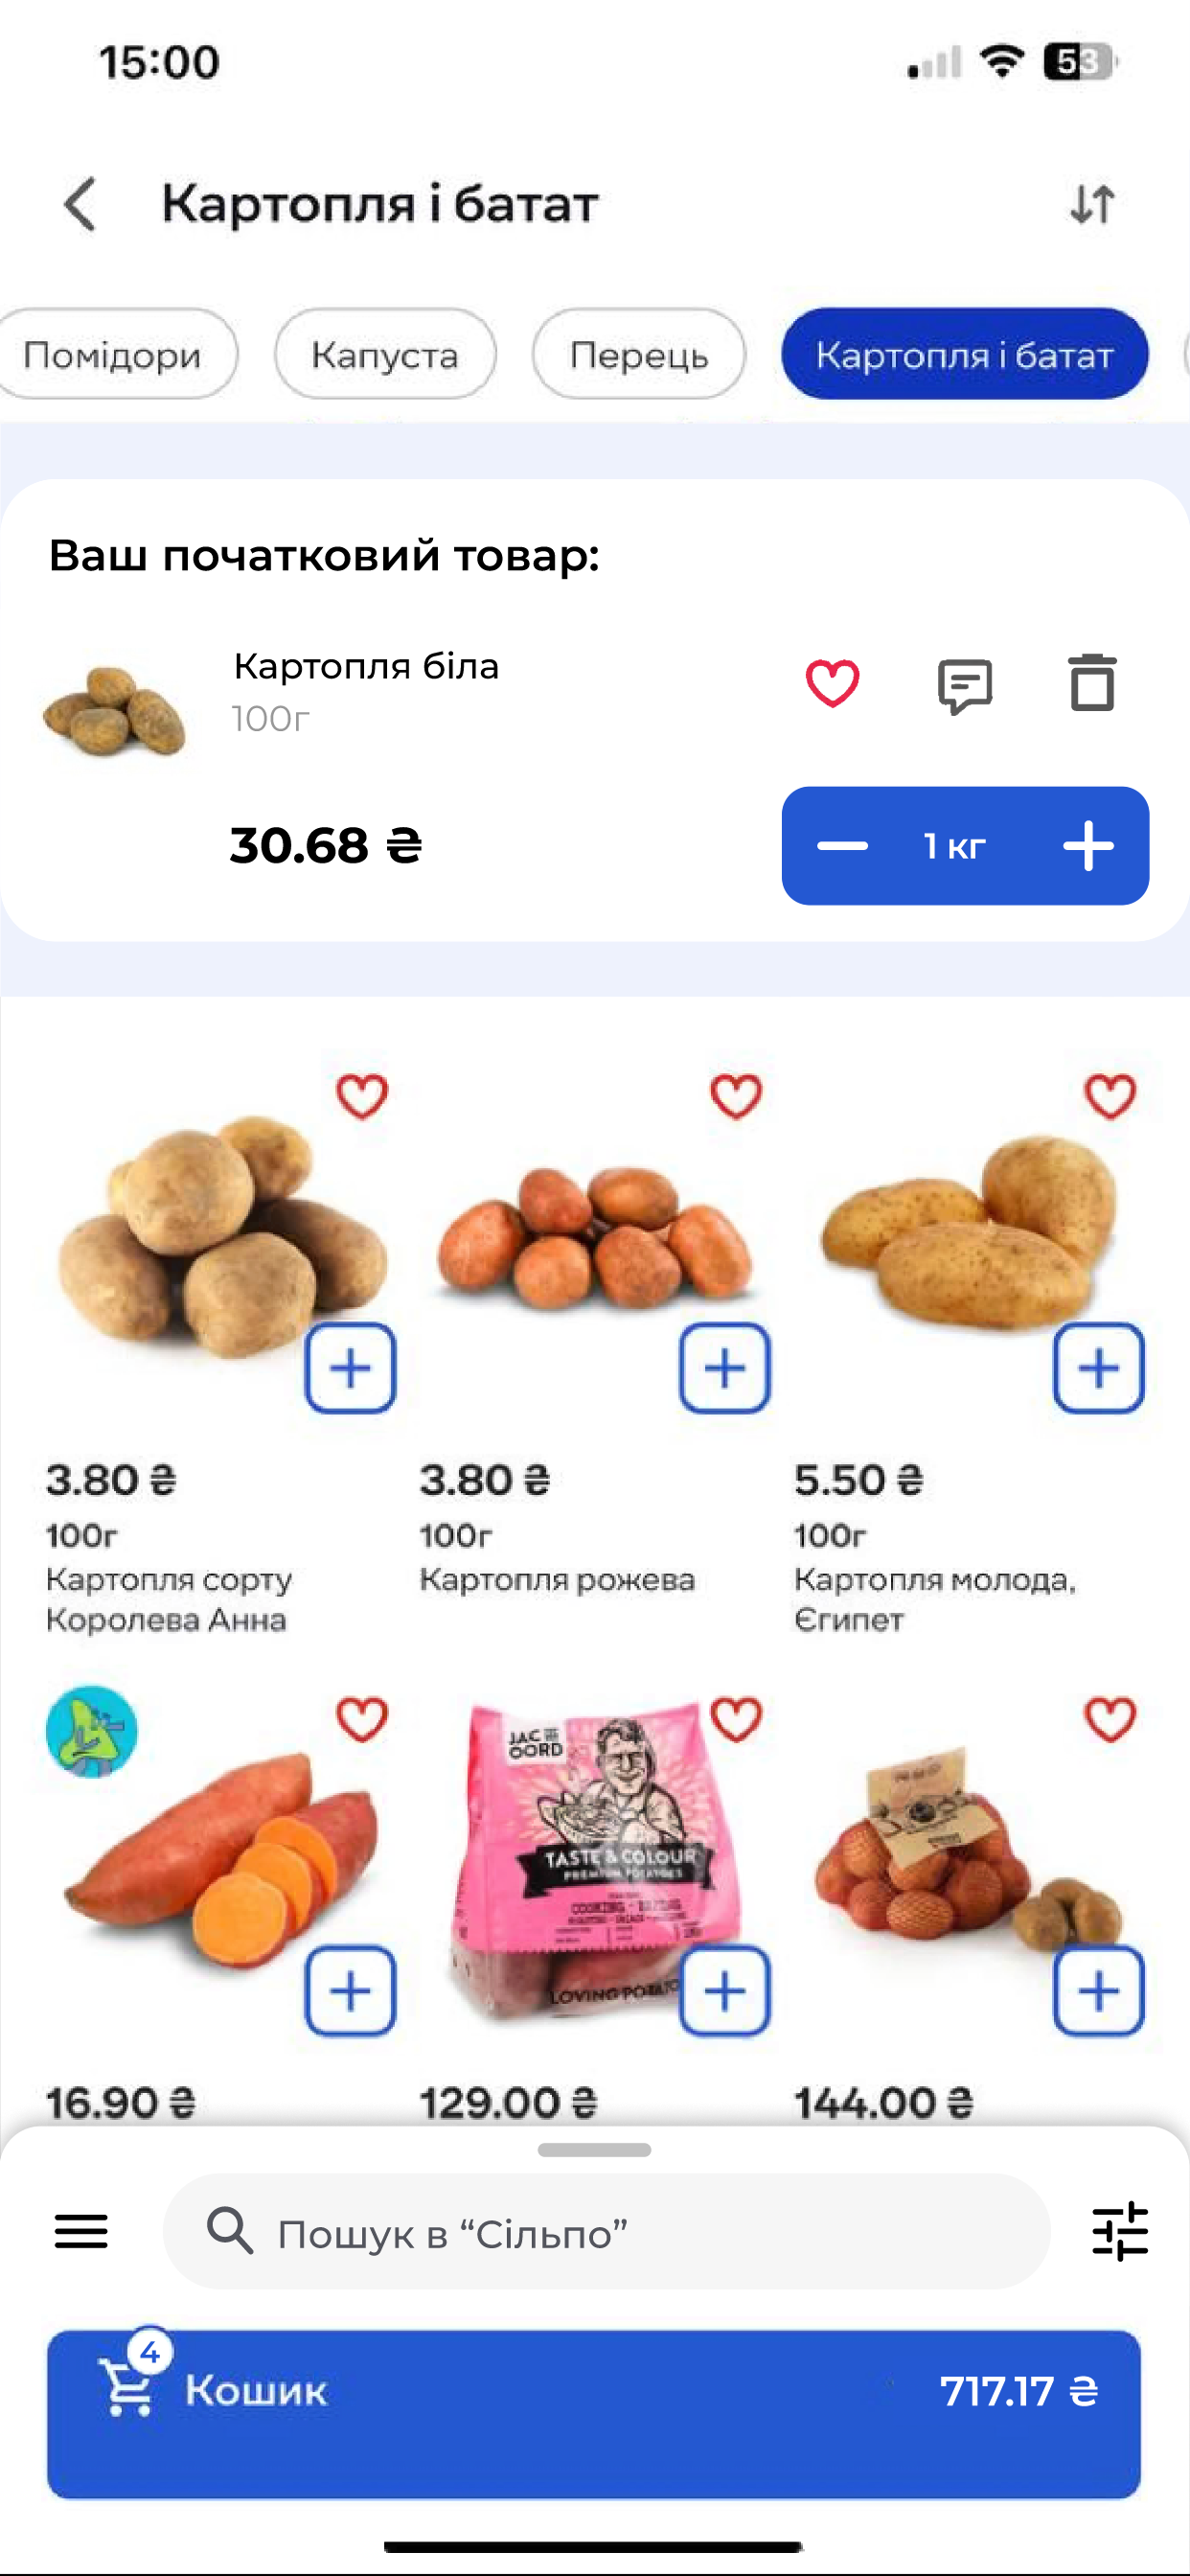 15:00
53
Картопля і батат
Помідори
Капуста
Перець
Картопля і батат
Ваш початковий товар:
Картопля біла
100г
30.68 ₴
1 кг
3.80 ₴
3.80 ₴
5.50 ₴
100г
100г
100г
Картопля сорту
Королева Анна
Картопля рожева
Картопля молода,
Єгипет
JAC
OORD
TASTE & COLOUR
PREMIUM POTATOES
LOVING POTATO
16.90 ₴
129.00 ₴
144.00 ₴
Пошук в “Сільпо”
4
Кошик
717.17 ₴